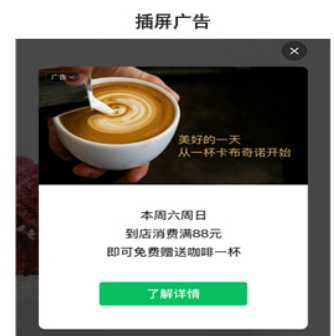 插屏广告
广告
美好的一天
从一杯卡布奇诺开始
本周六周日
到店消费满88元
即可免费赠送咖啡一杯
了解详情